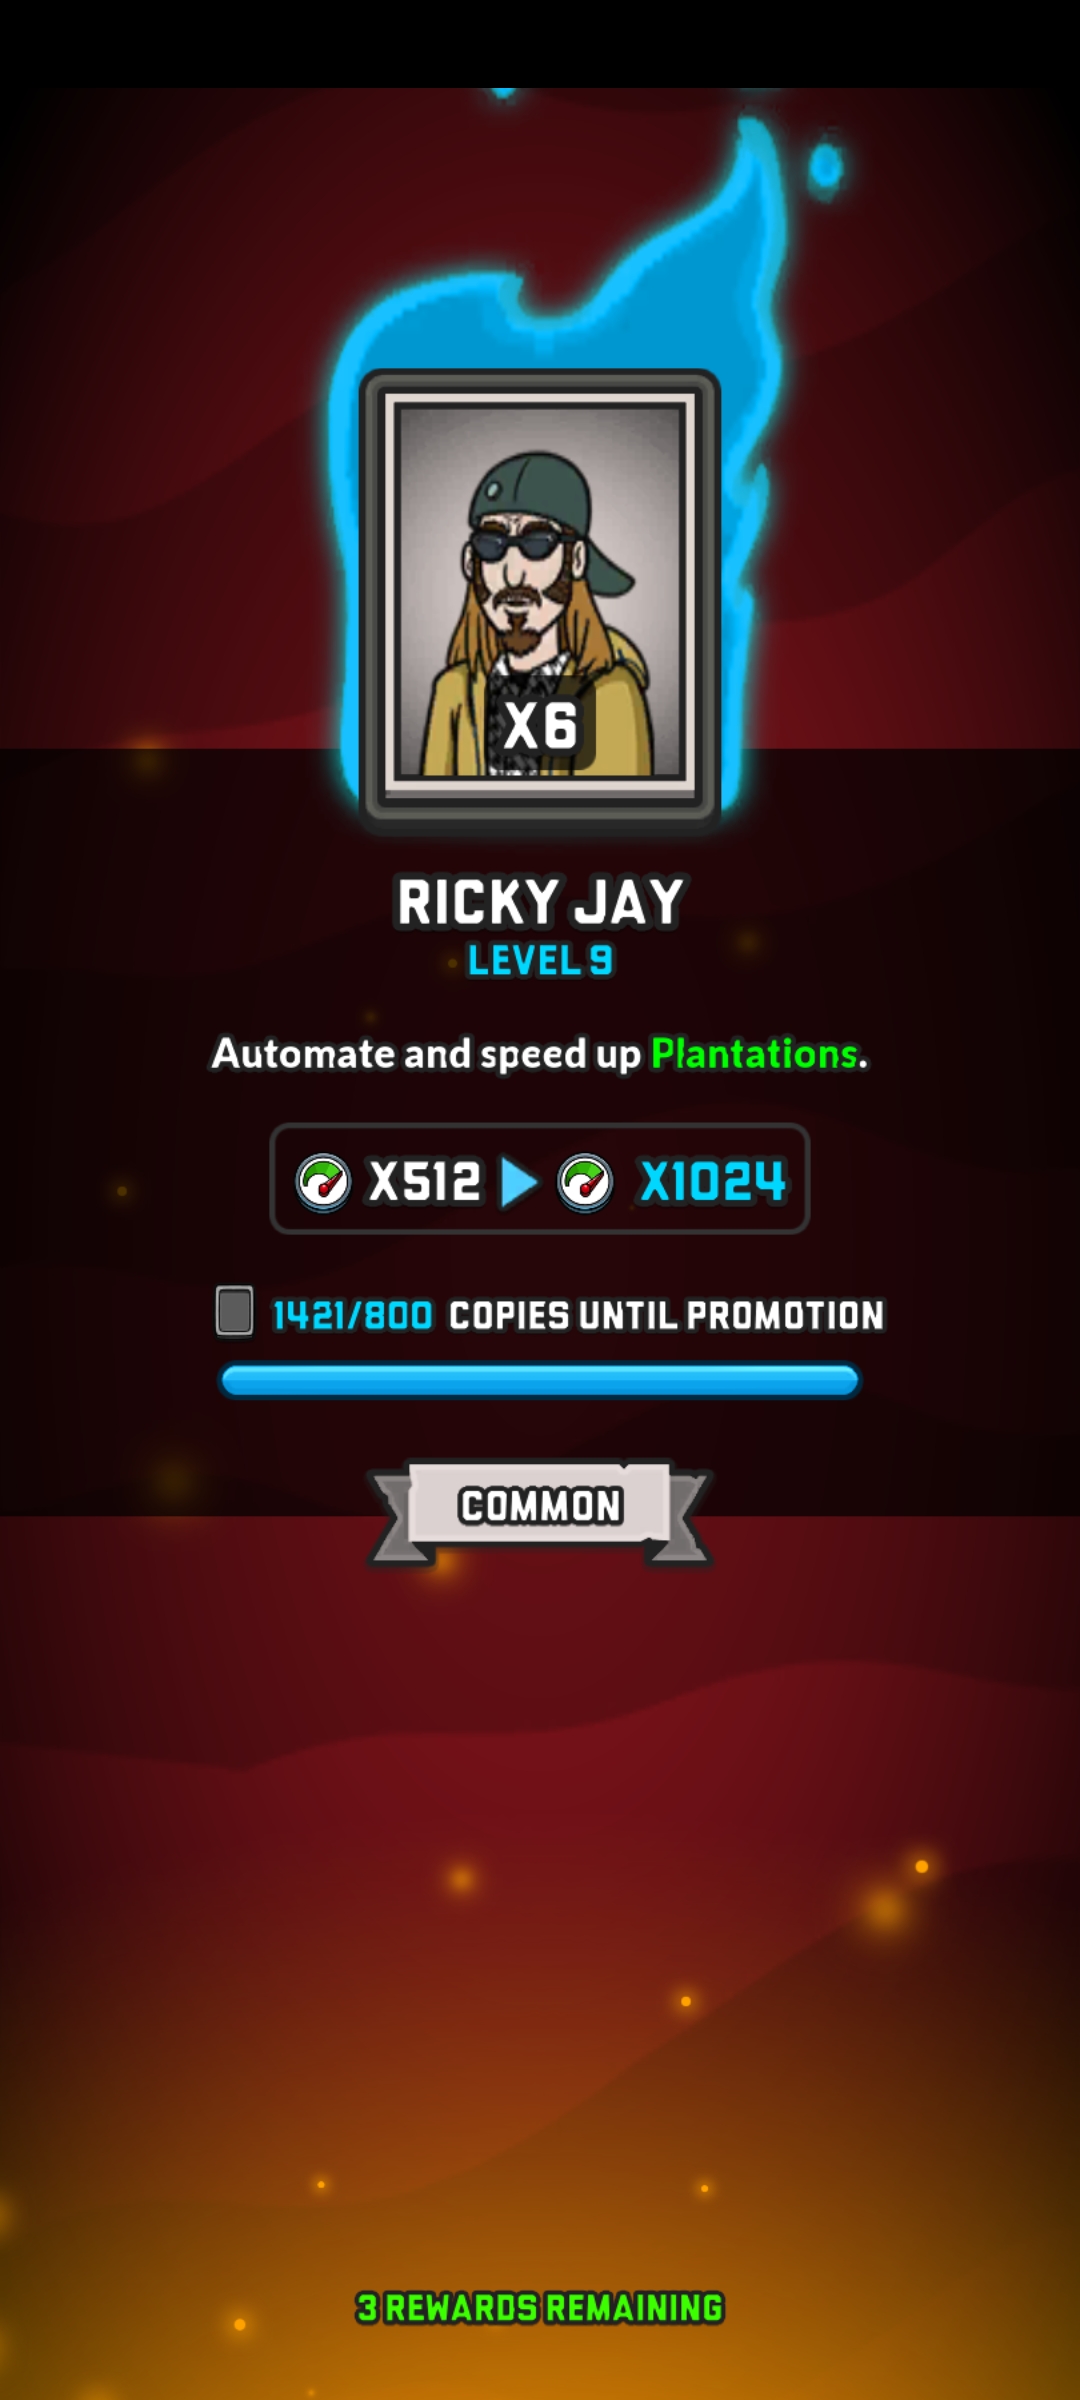 X6
RICKY JAY
LEVEL 9
Automate and speed up Plantations.
X512 X1024
1421/800 COPIES UNTIL PROMOTION
COMMON
3 REWARDS REMAINING